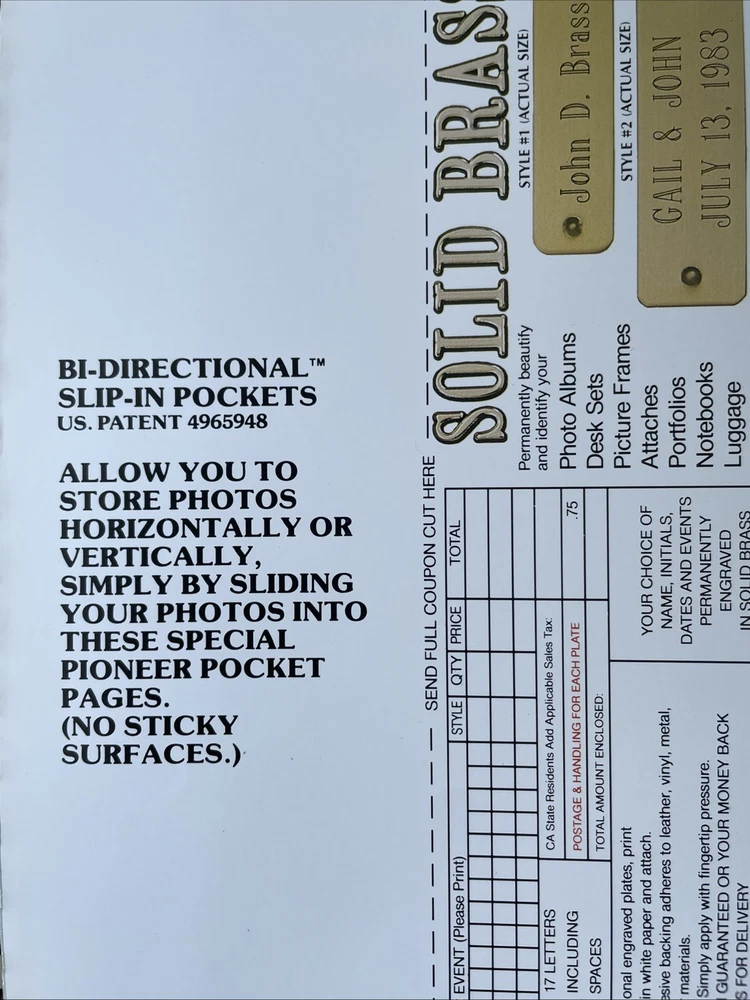 BI-DIRECTIONAL™
SLIP-IN POCKETS
US. PATENT 4965948
ALLOW YOU TO
STORE PHOTOS
HORIZONTALLY OR
VERTICALLY,
SIMPLY BY SLIDING
YOUR PHOTOS INTO
THESE SPECIAL
PIONEER POCKET
PAGES.
(NO STICKY
SURFACES.)
SEND FULL COUPON CUT HERE
SOLID BRASS
STYLE #1 (ACTUAL SIZE)
John D. Brass
STYLE #2 (ACTUAL SIZE)
GAIL & JOHN
JULY 13, 1983
Permanently beautify
and identify your
Photo Albums
Desk Sets
Picture Frames
Attaches
Portfolios
Notebooks
Luggage
EVENT (Please Print)
STYLE QTY PRICE TOTAL
17 LETTERS
INCLUDING
SPACES
CA State Residents Add Applicable Sales Tax:
POSTAGE & HANDLING FOR EACH PLATE .75
TOTAL AMOUNT ENCLOSED:
YOUR CHOICE OF
NAME, INITIALS,
DATES AND EVENTS
PERMANENTLY
ENGRAVED
IN SOLID BRASS
onal engraved plates, print
in white paper and attach.
esive backing adheres to leather, vinyl, metal,
materials.
Simply apply with fingertip pressure.
GUARANTEED OR YOUR MONEY BACK
S FOR DELIVERY